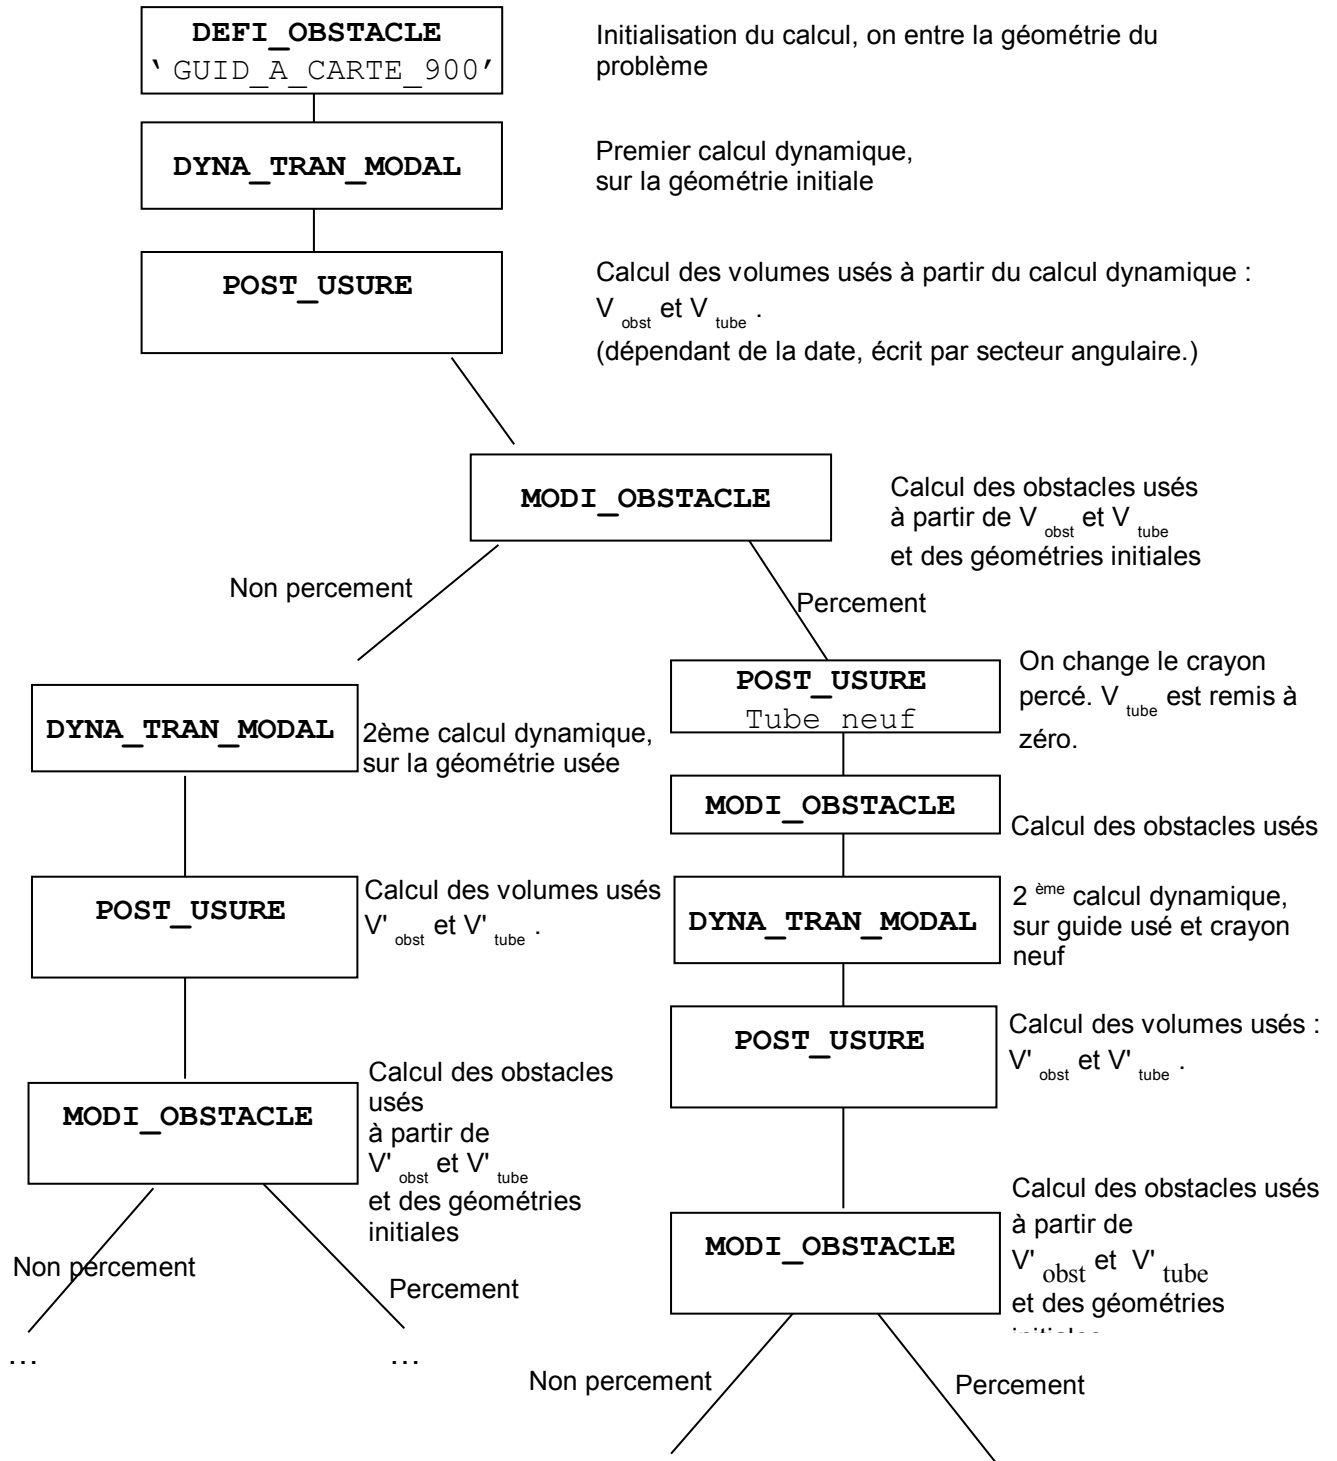 DEFI_OBSTACLE
‘GUID_A_CARTE_900’
Initialisation du calcul, on entre la géométrie du
problème
DYNA_TRAN_MODAL
Premier calcul dynamique,
sur la géométrie initiale
POST_USURE
Calcul des volumes usés à partir du calcul dynamique :
V obst et V tube .
(dépendant de la date, écrit par secteur angulaire.)
MODI_OBSTACLE
Calcul des obstacles usés
à partir de V obst et V tube
et des géométries initiales
Non percement
Percement
DYNA_TRAN_MODAL
2ème calcul dynamique,
sur la géométrie usée
POST_USURE
Calcul des volumes usés
V' obst et V' tube .
MODI_OBSTACLE
Calcul des obstacles
usés
à partir de
V' obst et V' tube
et des géométries
initiales
Non percement
Percement
…
…
POST_USURE
Tube neuf
On change le crayon
percé. V tube est remis à
zéro.
MODI_OBSTACLE
Calcul des obstacles usés
DYNA_TRAN_MODAL
2 ème calcul dynamique,
sur guide usé et crayon
neuf
POST_USURE
Calcul des volumes usés :
V' obst et V' tube .
MODI_OBSTACLE
Calcul des obstacles usés
à partir de
V' obst et V' tube
et des géométries
Non percement
Percement